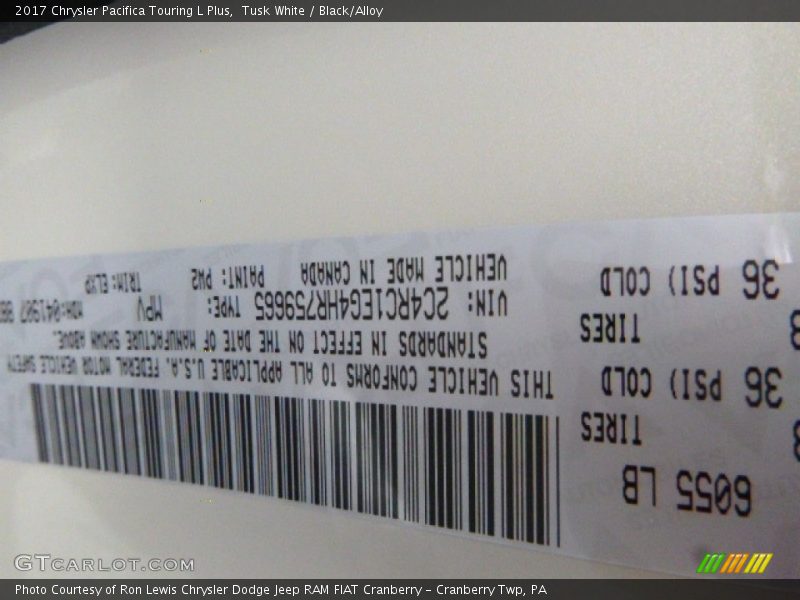 2017 Chrysler Pacifica Touring L Plus,  Tusk White / Black/Alloy
6055 LB
TIRES
36 PSI) COLD
TIRES
36 PSI) COLD
THIS VEHICLE CONFORMS TO ALL APPLICABLE U.S.A. FEDERAL MOTOR VEHICLE SAFETY
STANDARDS IN EFFECT ON THE DATE OF MANUFACTURE SHOWN ABOVE.
VIN: 2C4RC1EG4HR759665 TYPE: MPV MDH:041907
VEHICLE MADE IN CANADA PAINT: PW2 TRIM: ELXP
GTCARLOT.COM
Photo Courtesy of Ron Lewis Chrysler Dodge Jeep RAM FIAT Cranberry – Cranberry Twp, PA